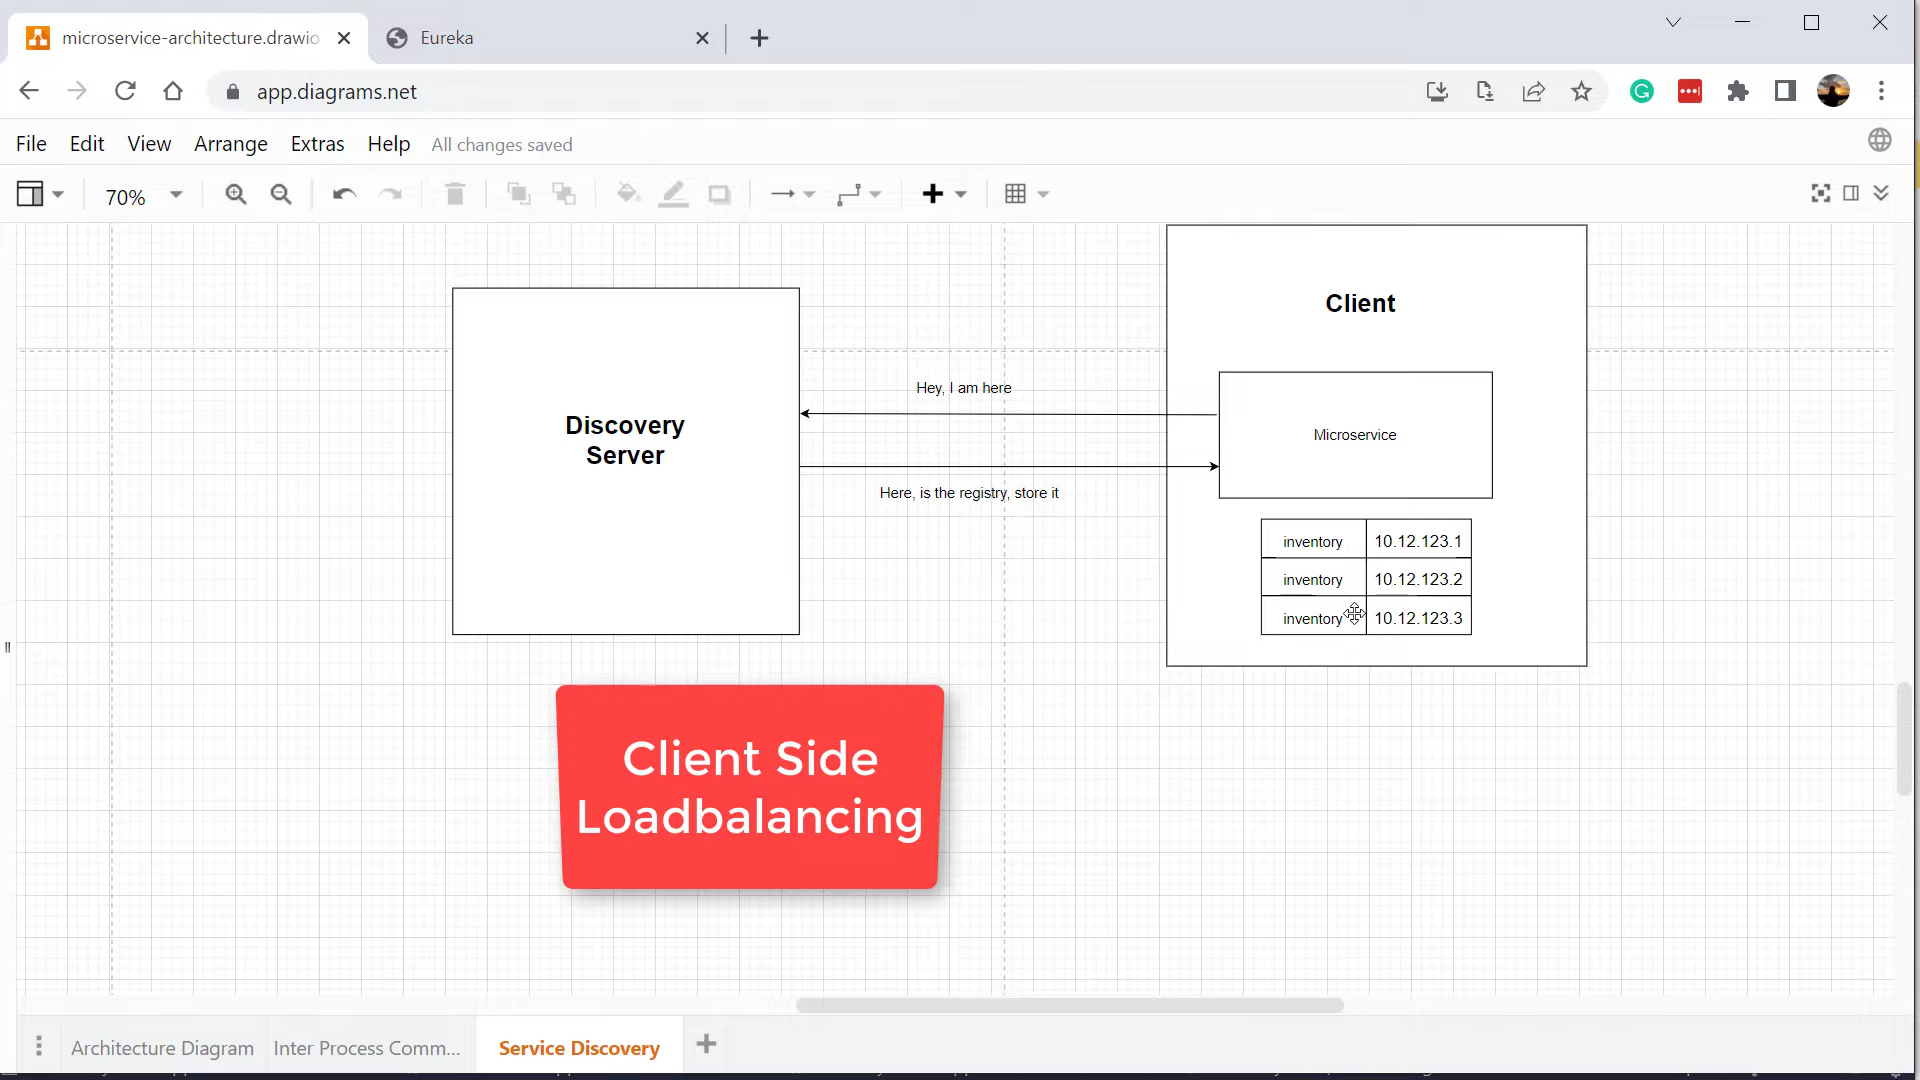 microservice-architecture.drawio
Eureka
app.diagrams.net
File Edit View Arrange Extras Help All changes saved
70%
Client
Hey, I am here
Discovery
Server
Microservice
Here, is the registry, store it
inventory 10.12.123.1
inventory 10.12.123.2
inventory 10.12.123.3
Client Side
Loadbalancing
Architecture Diagram Inter Process Comm... Service Discovery